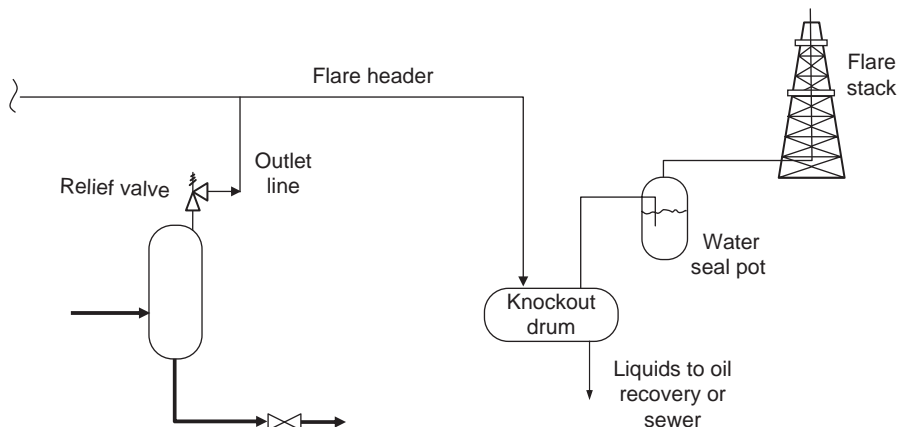 Flare header
Flare
stack
Relief valve
Outlet
line
Water
seal pot
Knockout
drum
Liquids to oil
recovery or
sewer